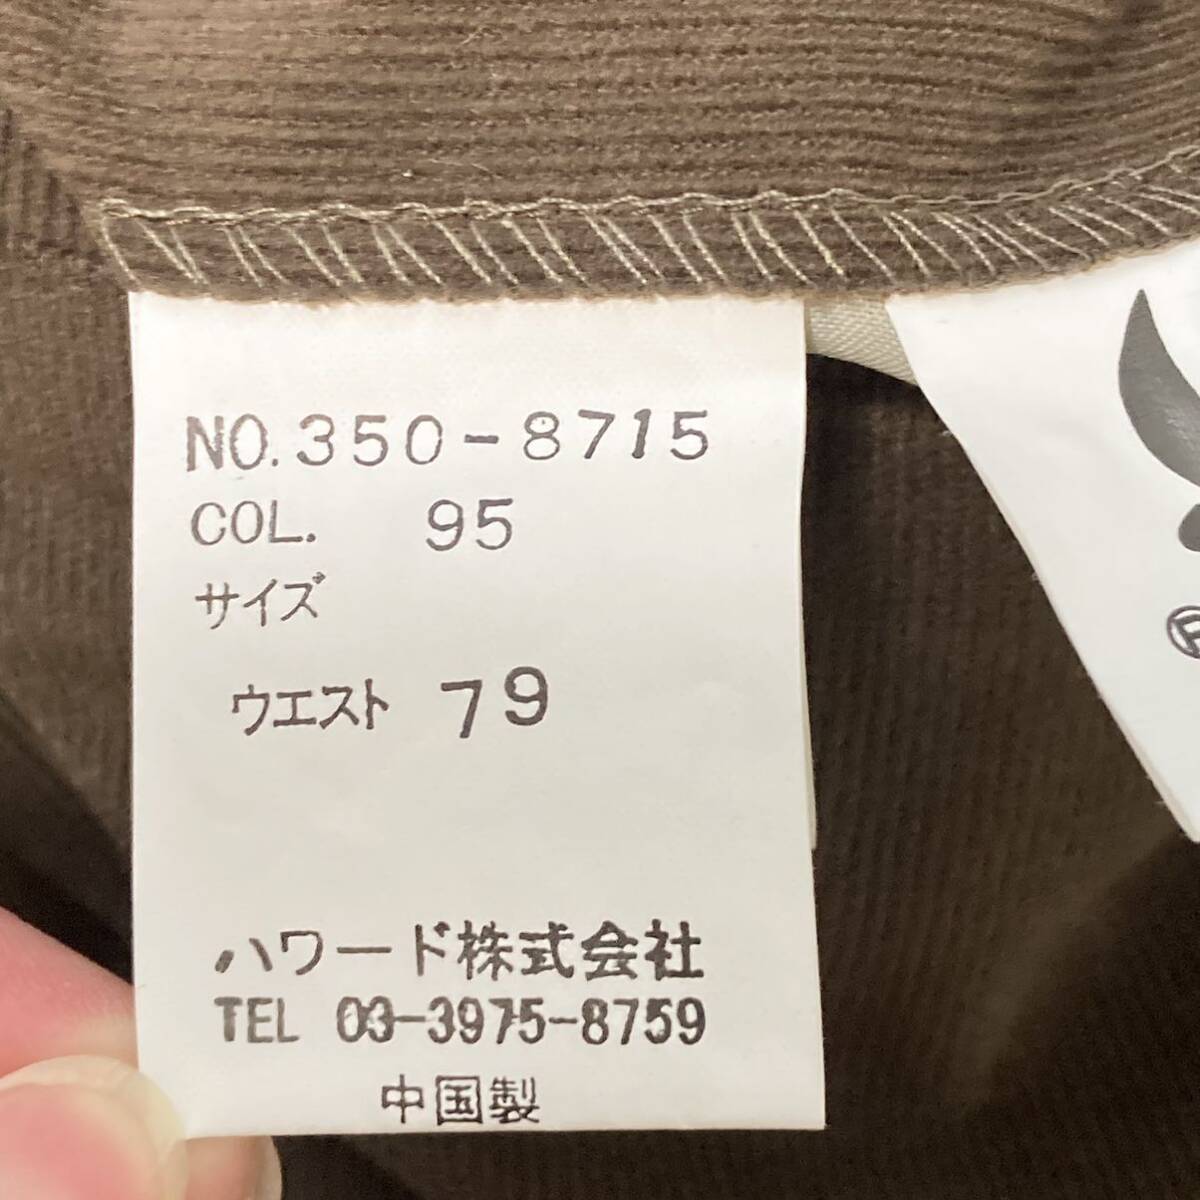 NO.350-8715
COL. 95
サイズ
ウエスト 79
ハワード株式会社
TEL 03-3975-8759
中国製
®